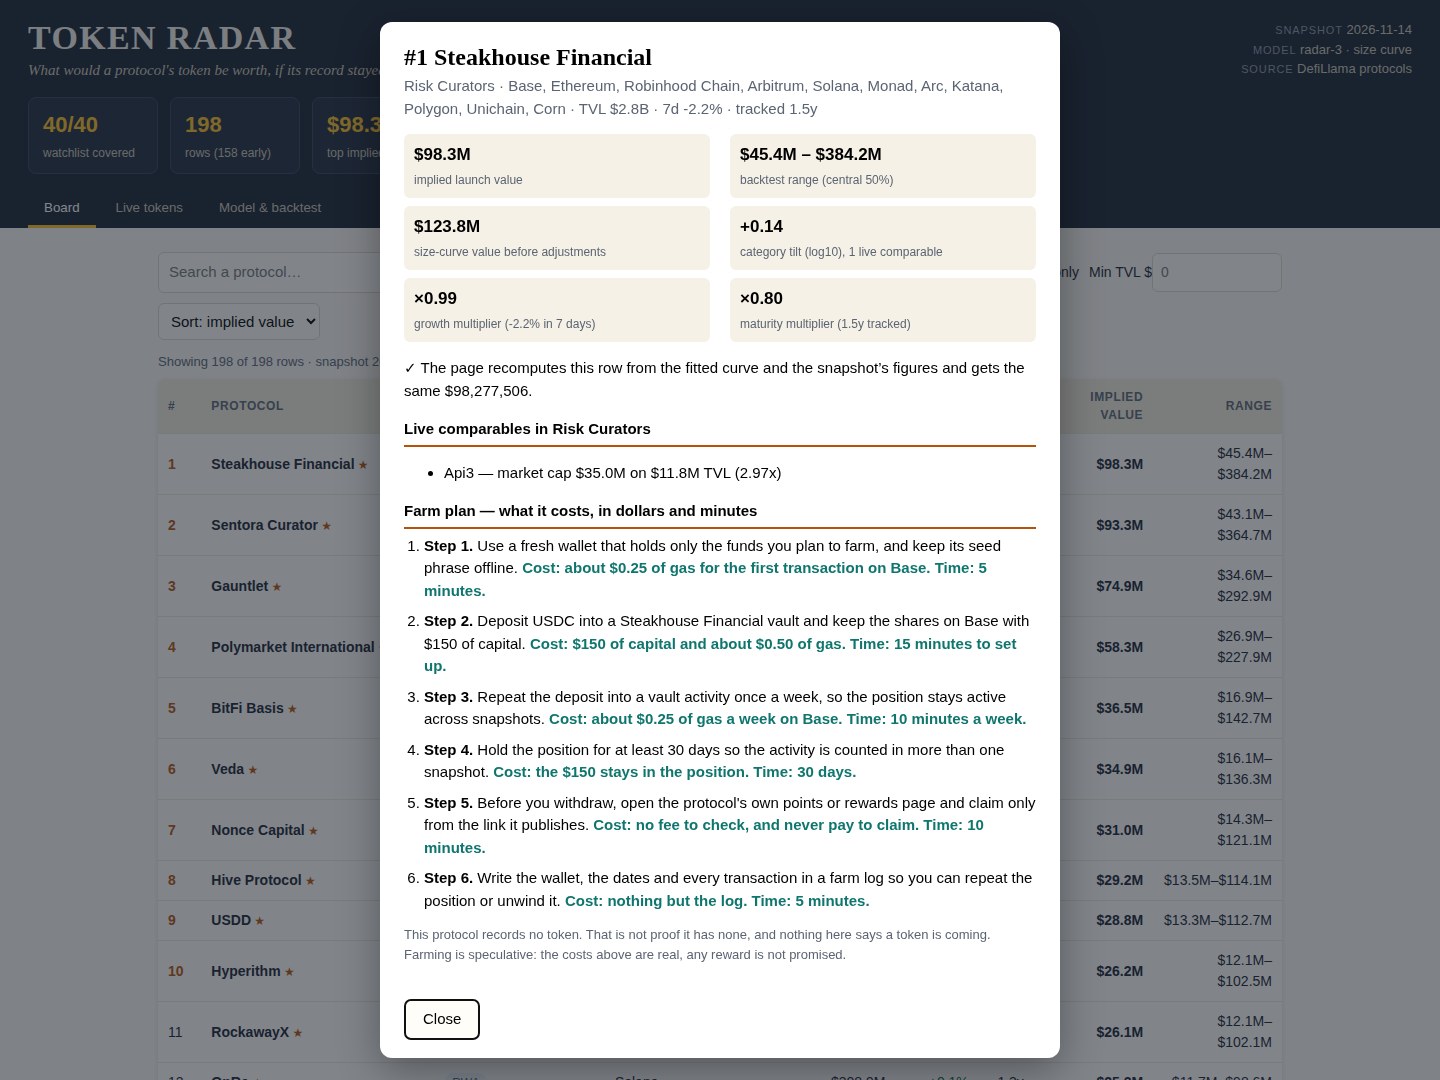 TOKEN RADAR
What would a protocol's token be worth, if its record staye
SNAPSHOT 2026-11-14
MODEL radar-3 · size curve
SOURCE DefiLlama protocols
40/40
watchlist covered
198
rows (158 early)
$98.3
top implie
Board
Live tokens
Model & backtest
Search a protocol…
only
Min TVL $
0
Sort: implied value
Showing 198 of 198 rows · snapshot 2
# PROTOCOL IMPLIED VALUE RANGE
1 Steakhouse Financial ★ $98.3M $45.4M–$384.2M
2 Sentora Curator ★ $93.3M $43.1M–$364.7M
3 Gauntlet ★ $74.9M $34.6M–$292.9M
4 Polymarket International $58.3M $26.9M–$227.9M
5 BitFi Basis ★ $36.5M $16.9M–$142.7M
6 Veda ★ $34.9M $16.1M–$136.3M
7 Nonce Capital ★ $31.0M $14.3M–$121.1M
8 Hive Protocol ★ $29.2M $13.5M–$114.1M
9 USDD ★ $28.8M $13.3M–$112.7M
10 Hyperithm ★ $26.2M $12.1M–$102.5M
11 RockawayX ★ $26.1M $12.1M–$102.1M
#1 Steakhouse Financial
Risk Curators · Base, Ethereum, Robinhood Chain, Arbitrum, Solana, Monad, Arc, Katana,
Polygon, Unichain, Corn · TVL $2.8B · 7d -2.2% · tracked 1.5y
$98.3M
implied launch value
$45.4M – $384.2M
backtest range (central 50%)
$123.8M
size-curve value before adjustments
+0.14
category tilt (log10), 1 live comparable
×0.99
growth multiplier (-2.2% in 7 days)
×0.80
maturity multiplier (1.5y tracked)
✓ The page recomputes this row from the fitted curve and the snapshot’s figures and gets the
same $98,277,506.
Live comparables in Risk Curators
• Api3 — market cap $35.0M on $11.8M TVL (2.97x)
Farm plan — what it costs, in dollars and minutes
1. Step 1. Use a fresh wallet that holds only the funds you plan to farm, and keep its seed
phrase offline. Cost: about $0.25 of gas for the first transaction on Base. Time: 5
minutes.
2. Step 2. Deposit USDC into a Steakhouse Financial vault and keep the shares on Base with
$150 of capital. Cost: $150 of capital and about $0.50 of gas. Time: 15 minutes to set
up.
3. Step 3. Repeat the deposit into a vault activity once a week, so the position stays active
across snapshots. Cost: about $0.25 of gas a week on Base. Time: 10 minutes a week.
4. Step 4. Hold the position for at least 30 days so the activity is counted in more than one
snapshot. Cost: the $150 stays in the position. Time: 30 days.
5. Step 5. Before you withdraw, open the protocol's own points or rewards page and claim only
from the link it publishes. Cost: no fee to check, and never pay to claim. Time: 10
minutes.
6. Step 6. Write the wallet, the dates and every transaction in a farm log so you can repeat the
position or unwind it. Cost: nothing but the log. Time: 5 minutes.
This protocol records no token. That is not proof it has none, and nothing here says a token is coming.
Farming is speculative: the costs above are real, any reward is not promised.
Close